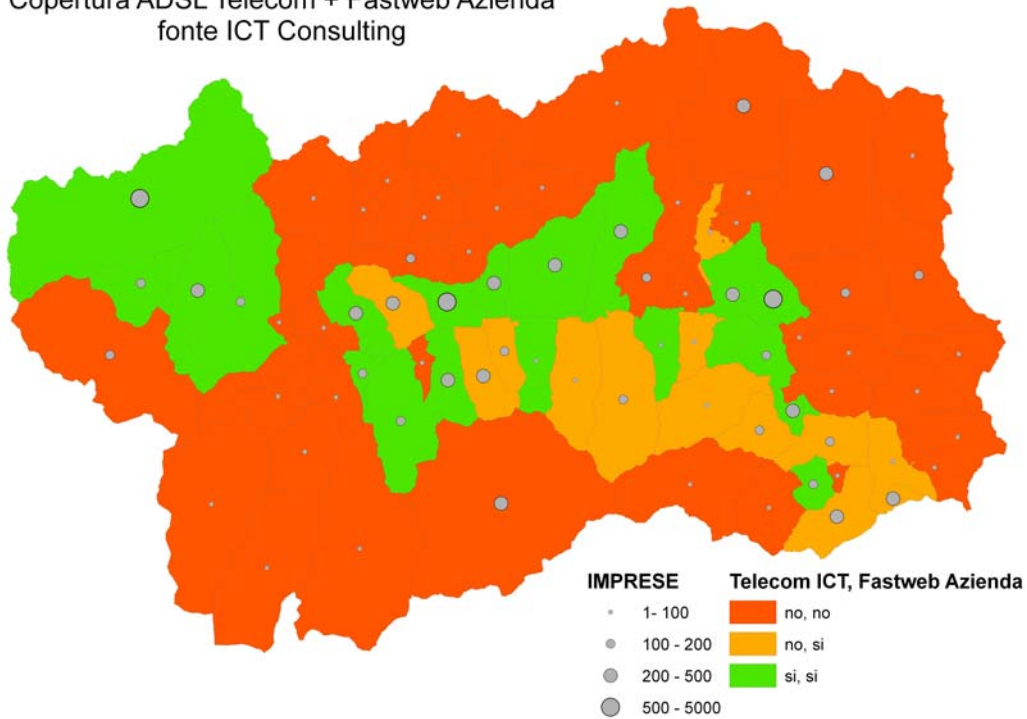 Copertura ADSL Telecom + Fastweb Azienda
fonte ICT Consulting
IMPRESE
1- 100
100 - 200
200 - 500
500 - 5000
Telecom ICT, Fastweb Azienda
no, no
no, si
si, si